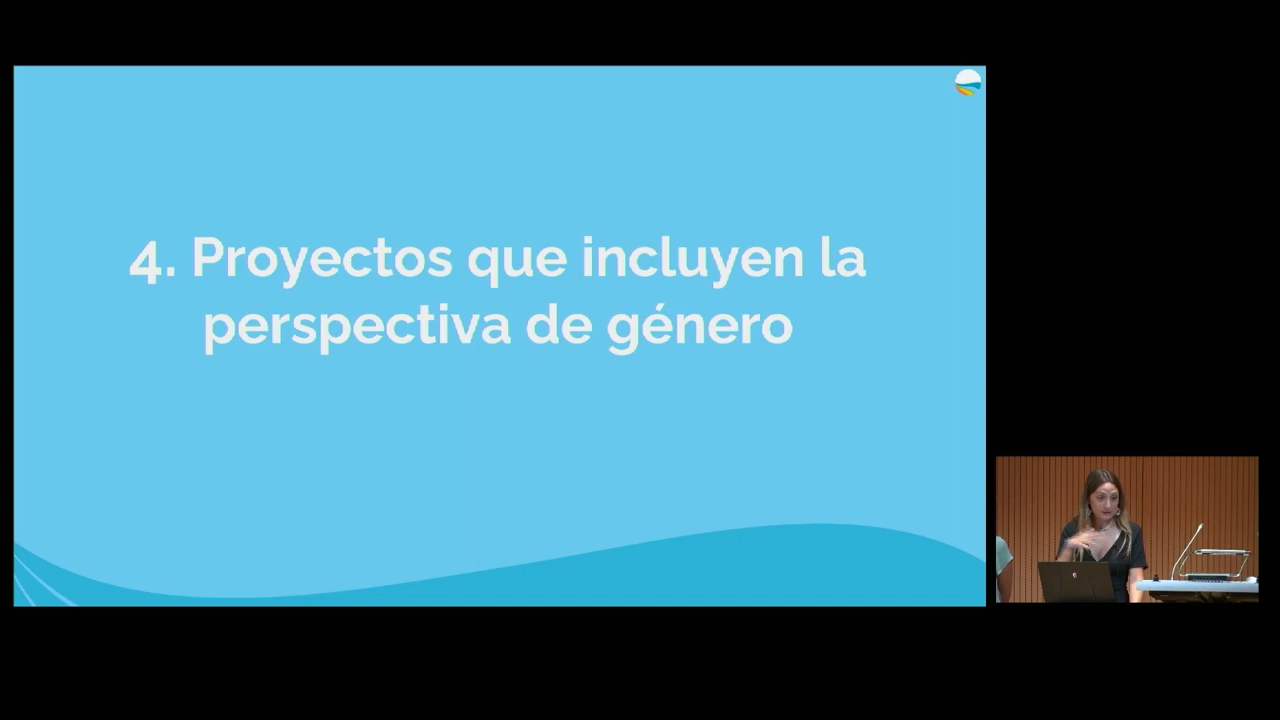 4. Proyectos que incluyen la
perspectiva de género